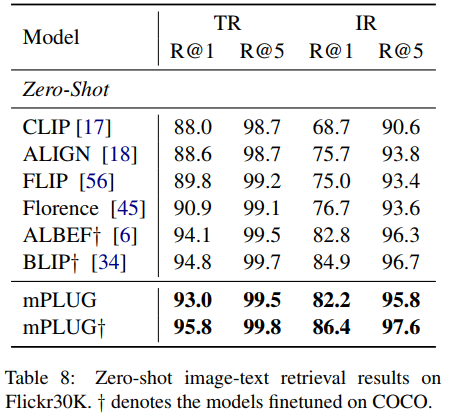 Model TR IR
R@1 R@5 R@1 R@5
Zero-Shot
CLIP [17] 88.0 98.7 68.7 90.6
ALIGN [18] 88.6 98.7 75.7 93.8
FLIP [56] 89.8 99.2 75.0 93.4
Florence [45] 90.9 99.1 76.7 93.6
ALBEF† [6] 94.1 99.5 82.8 96.3
BLIP† [34] 94.8 99.7 84.9 96.7
mPLUG 93.0 99.5 82.2 95.8
mPLUG† 95.8 99.8 86.4 97.6
Table 8: Zero-shot image-text retrieval results on
Flickr30K. † denotes the models finetuned on COCO.